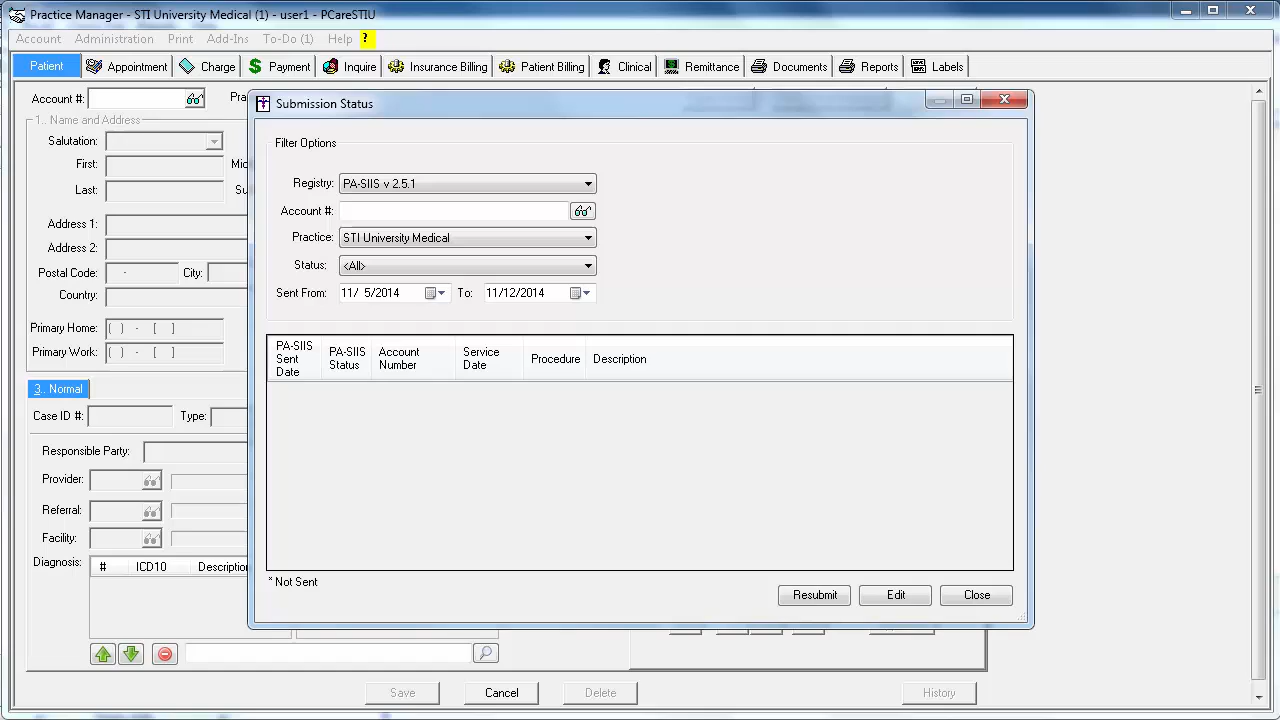 Practice Manager - STI University Medical (1) - user1 - PCareSTIU
Account Administration Print Add-Ins To-Do (1) Help ?
Patient Appointment Charge Payment Inquire Insurance Billing Patient Billing Clinical Remittance Documents Reports Labels
Account #: Pra
1.. Name and Address
Salutation:
First: Mic
Last: Su
Address 1:
Address 2:
Postal Code: - City:
Country:
Primary Home: ( ) - [ ]
Primary Work: ( ) - [ ]
3.. Normal
Case ID #: Type:
Responsible Party:
Provider:
Referral:
Facility:
Diagnosis: # ICD10 Description
Save Cancel Delete History
Submission Status
Filter Options
Registry: PA-SIIS v 2.5.1
Account #:
Practice: STI University Medical
Status: <All>
Sent From: 11/ 5/2014 To: 11/12/2014
PA-SIIS Sent Date PA-SIIS Status Account Number Service Date Procedure Description
* Not Sent
Resubmit Edit Close